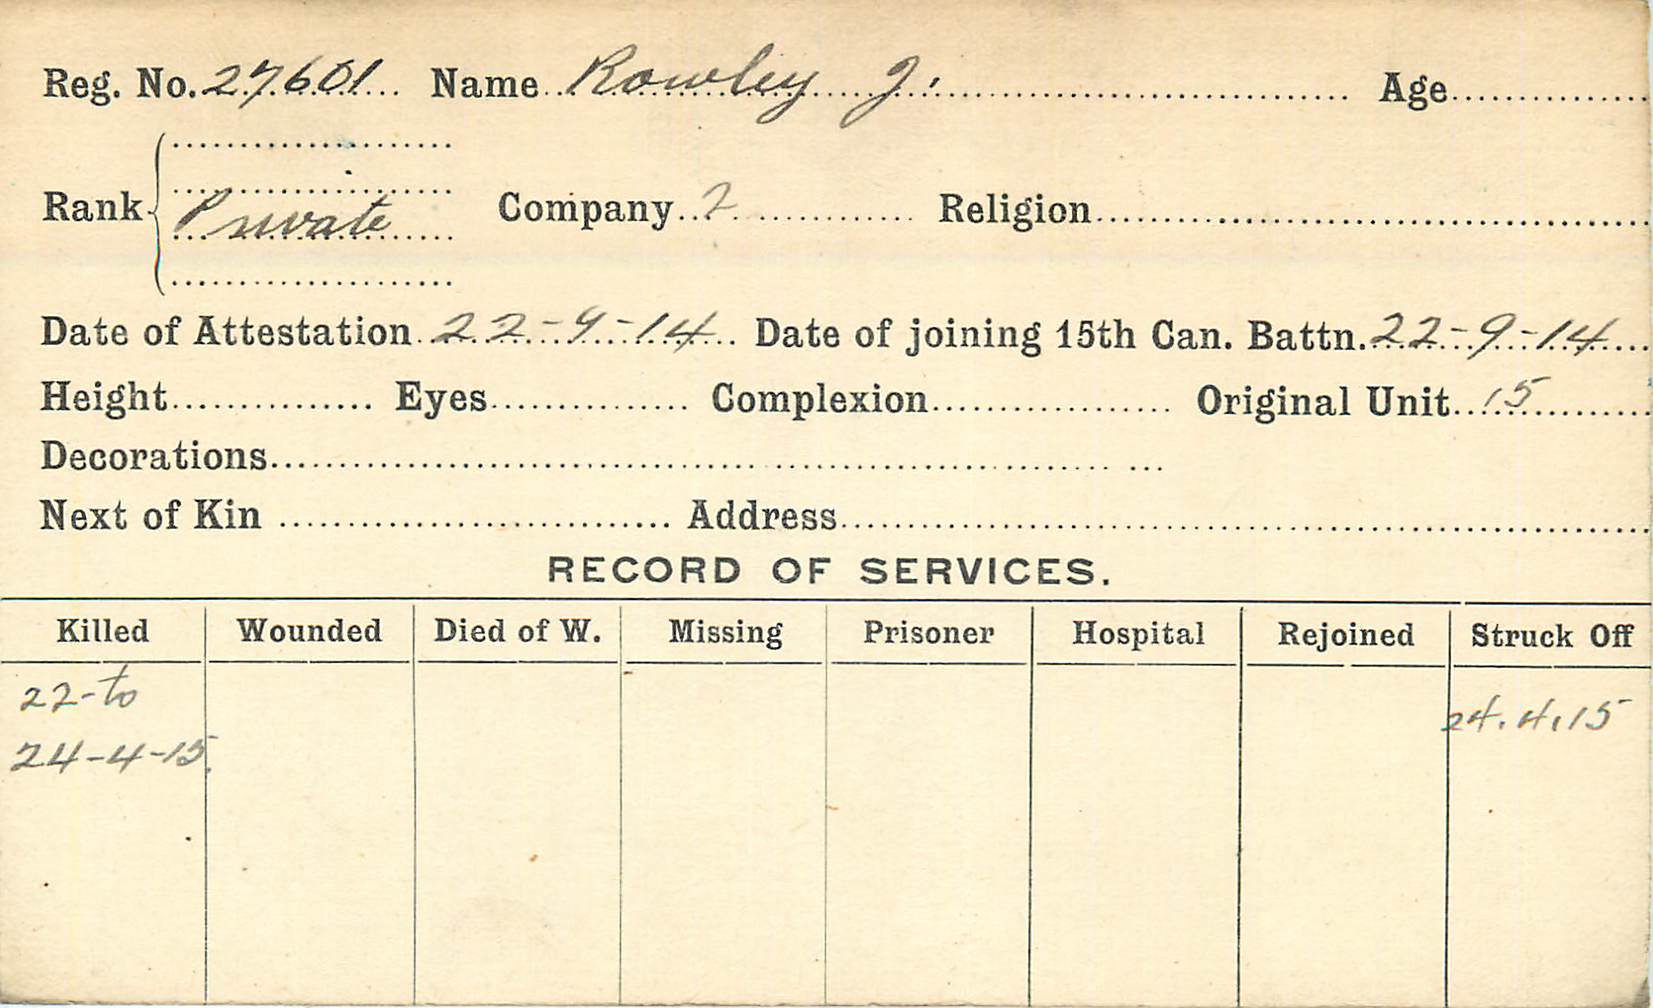 Reg. No. 27601 Name Rowley J. Age
Rank Private Company 2 Religion
Date of Attestation 22-9-14 Date of joining 15th Can. Battn. 22-9-14
Height Eyes Complexion Original Unit 15
Decorations
Next of Kin Address
RECORD OF SERVICES.
Killed Wounded Died of W. Missing Prisoner Hospital Rejoined Struck Off
22-to
24.4.15
24-4-15.